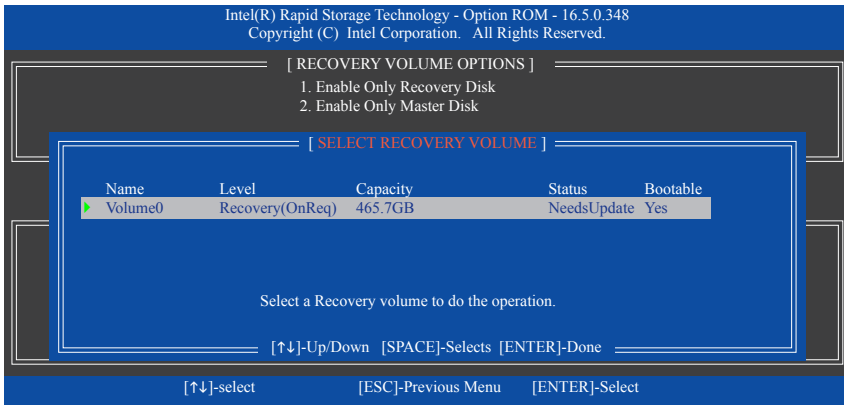 Intel(R) Rapid Storage Technology - Option ROM - 16.5.0.348
Copyright (C) Intel Corporation. All Rights Reserved.
[ RECOVERY VOLUME OPTIONS ]
1. Enable Only Recovery Disk
2. Enable Only Master Disk
[ SELECT RECOVERY VOLUME ]
Name Level Capacity Status Bootable
Volume0 Recovery(OnReq) 465.7GB NeedsUpdate Yes
Select a Recovery volume to do the operation.
[↑↓]-Up/Down [SPACE]-Selects [ENTER]-Done
[↑↓]-select [ESC]-Previous Menu [ENTER]-Select